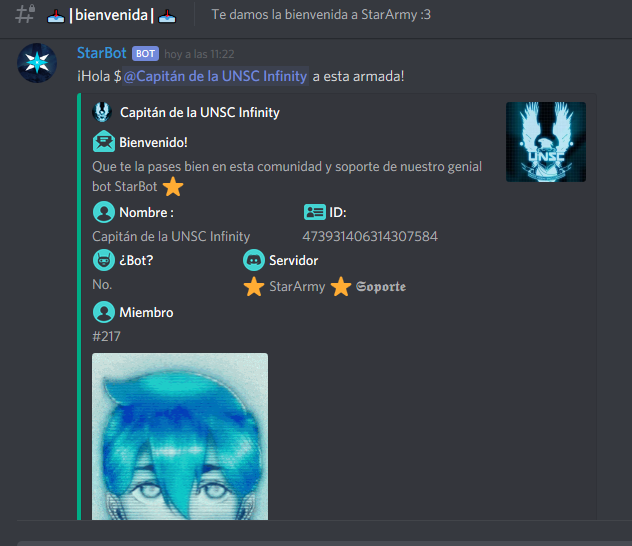 |bienvenida| Te damos la bienvenida a StarArmy :3
StarBot BOT hoy a las 11:22
¡Hola $@Capitán de la UNSC Infinity a esta armada!
Capitán de la UNSC Infinity
UNSC
Bienvenido!
Que te la pases bien en esta comunidad y soporte de nuestro genial
bot StarBot ⭐
Nombre : ID:
Capitán de la UNSC Infinity 473931406314307584
¿Bot? Servidor
No. ⭐ StarArmy ⭐ 𝕾𝖔𝖕𝖔𝖗𝖙𝖊
Miembro
#217